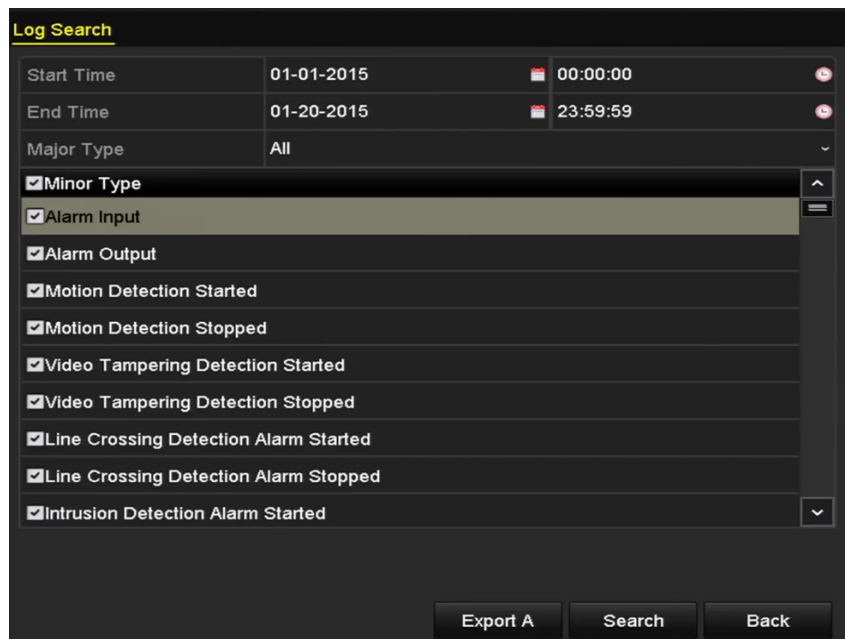 Log Search
Start Time 01-01-2015 00:00:00
End Time 01-20-2015 23:59:59
Major Type All
Minor Type
Alarm Input
Alarm Output
Motion Detection Started
Motion Detection Stopped
Video Tampering Detection Started
Video Tampering Detection Stopped
Line Crossing Detection Alarm Started
Line Crossing Detection Alarm Stopped
Intrusion Detection Alarm Started
Export A Search Back